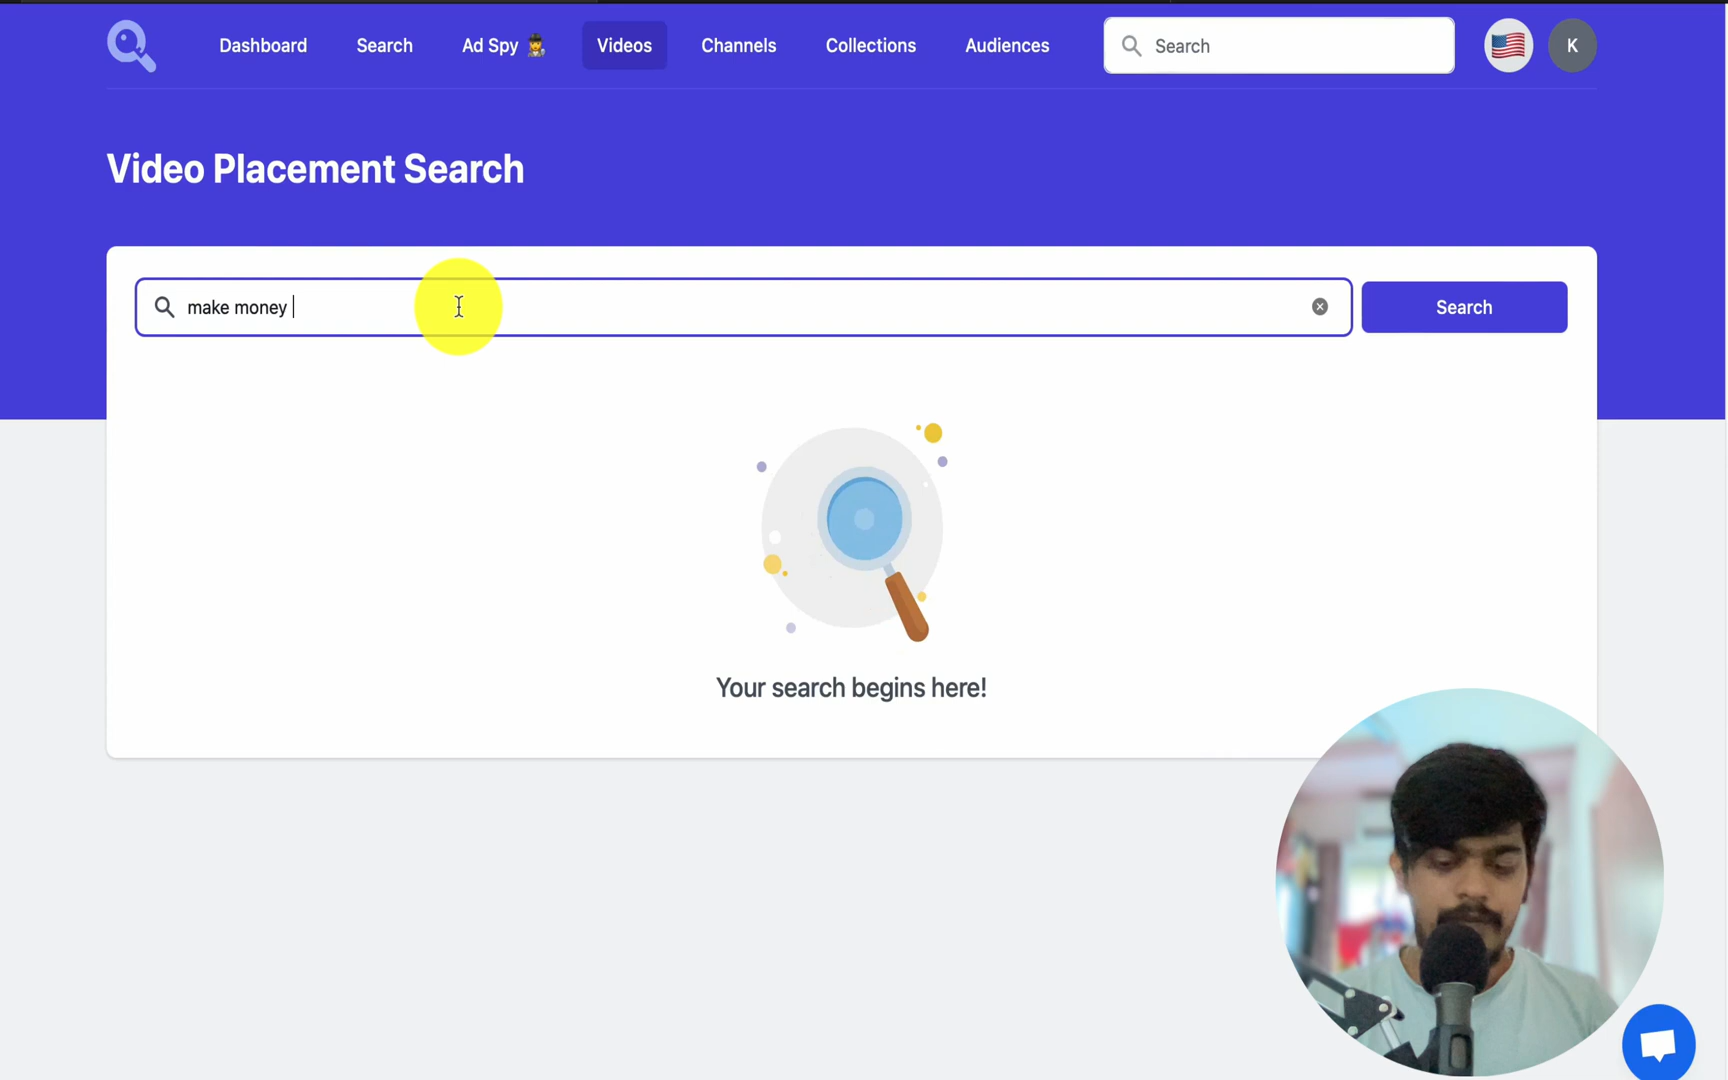 Dashboard Search Ad Spy Videos Channels Collections Audiences Search K
Video Placement Search
make money Search
Your search begins here!